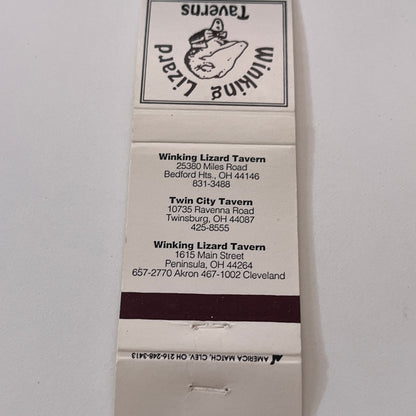 Winking Lizard
Taverns
Winking Lizard Tavern
25380 Miles Road
Bedford Hts., OH 44146
831-3488
Twin City Tavern
10735 Ravenna Road
Twinsburg, OH 44087
425-8555
Winking Lizard Tavern
1615 Main Street
Peninsula, OH 44264
657-2770 Akron 467-1002 Cleveland
AMERICA MATCH, CLEV. OH 216-248-3413